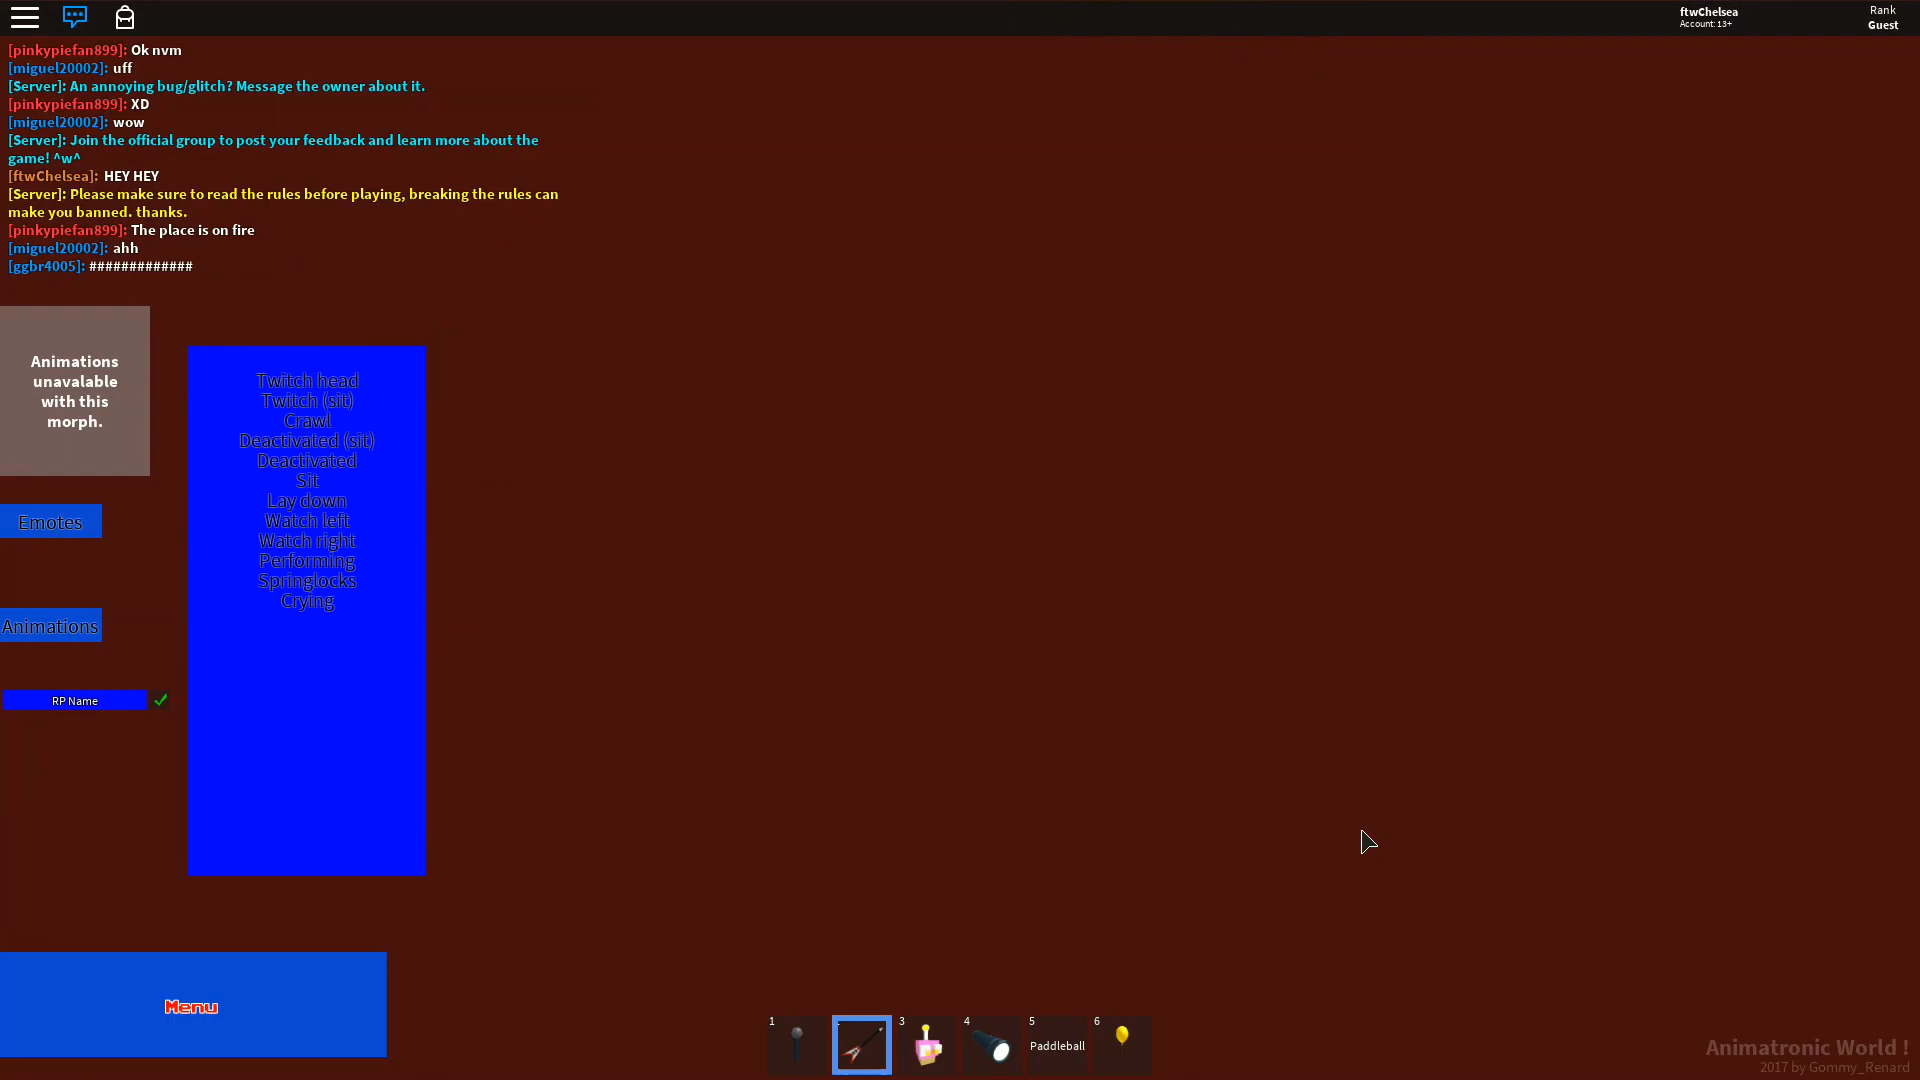 ftwChelsea
Account: 13+
Rank
Guest
[pinkypiefan899]: Ok nvm
[miguel20002]: uff
[Server]: An annoying bug/glitch? Message the owner about it.
[pinkypiefan899]: XD
[miguel20002]: wow
[Server]: Join the official group to post your feedback and learn more about the
game! ^w^
[ftwChelsea]: HEY HEY
[Server]: Please make sure to read the rules before playing, breaking the rules can
make you banned. thanks.
[pinkypiefan899]: The place is on fire
[miguel20002]: ahh
[ggbr4005]: #############
Animations
unavalable
with this
morph.
Twitch head
Twitch (sit)
Crawl
Deactivated (sit)
Deactivated
Sit
Lay down
Watch left
Watch right
Performing
Springlocks
Crying
Emotes
Animations
RP Name
Menu
1
3
4
5
Paddleball
6
Animatronic World !
2017 by Gommy_Renard